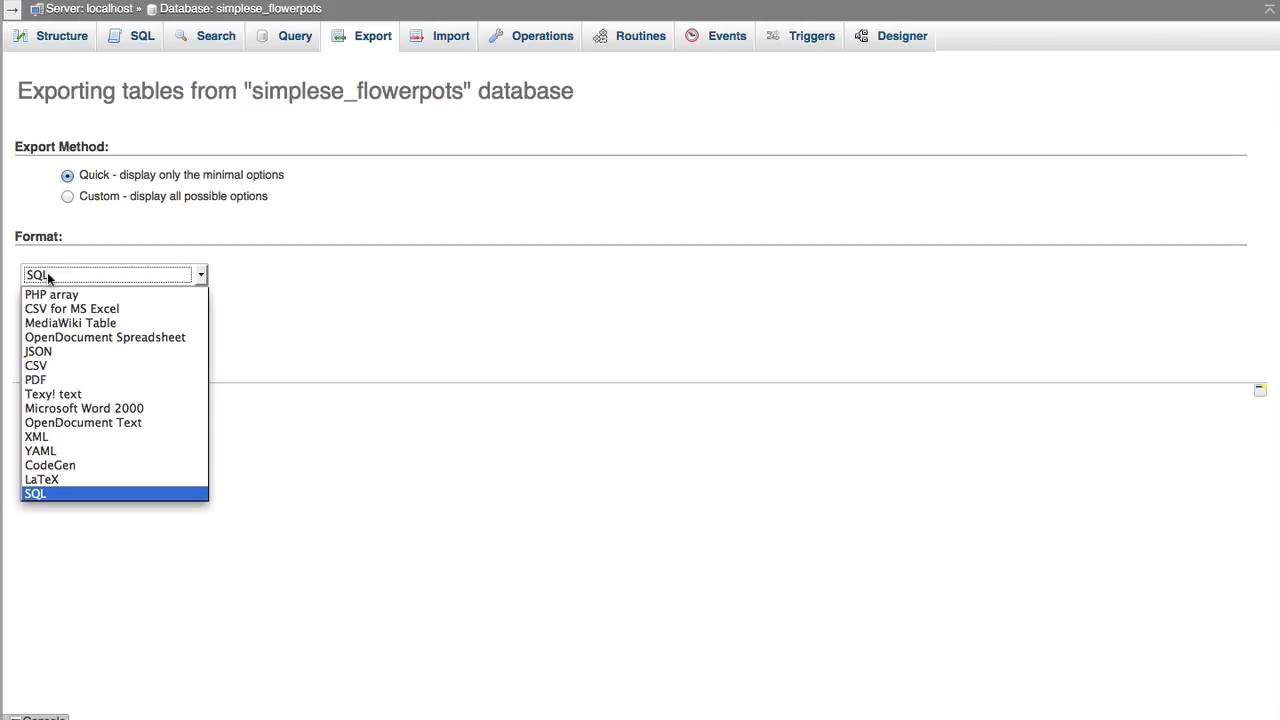 Server: localhost » Database: simplese_flowerpots
Structure SQL Search Query Export Import Operations Routines Events Triggers Designer
Exporting tables from "simplese_flowerpots" database
Export Method:
Quick - display only the minimal options
Custom - display all possible options
Format:
SQL
PHP array
CSV for MS Excel
MediaWiki Table
OpenDocument Spreadsheet
JSON
CSV
PDF
Texy! text
Microsoft Word 2000
OpenDocument Text
XML
YAML
CodeGen
LaTeX
SQL
Console